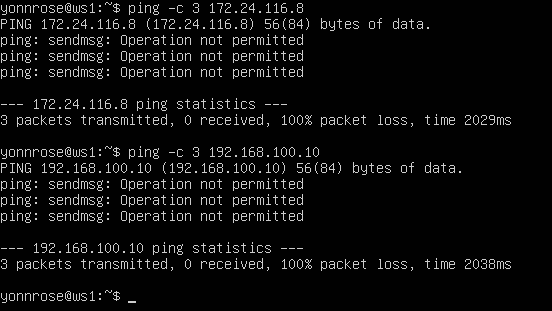 yonnrose@ws1:~$ ping -c 3 172.24.116.8
PING 172.24.116.8 (172.24.116.8) 56(84) bytes of data.
ping: sendmsg: Operation not permitted
ping: sendmsg: Operation not permitted
ping: sendmsg: Operation not permitted
--- 172.24.116.8 ping statistics ---
3 packets transmitted, 0 received, 100% packet loss, time 2029ms
yonnrose@ws1:~$ ping -c 3 192.168.100.10
PING 192.168.100.10 (192.168.100.10) 56(84) bytes of data.
ping: sendmsg: Operation not permitted
ping: sendmsg: Operation not permitted
ping: sendmsg: Operation not permitted
--- 192.168.100.10 ping statistics ---
3 packets transmitted, 0 received, 100% packet loss, time 2038ms
yonnrose@ws1:~$ _